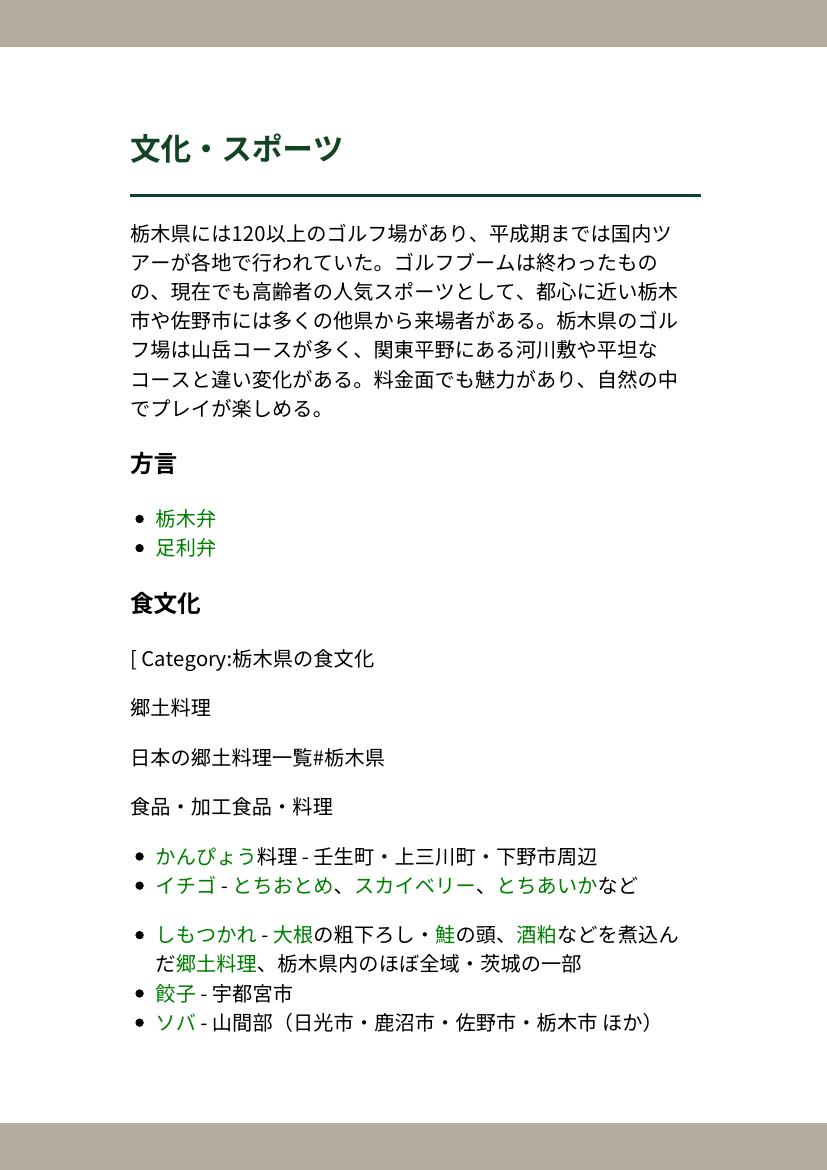 文化・スポーツ
栃木県には120以上のゴルフ場があり、平成期までは国内ツ
アーが各地で行われていた。ゴルフブームは終わったもの
の、現在でも高齢者の人気スポーツとして、都心に近い栃木
市や佐野市には多くの他県から来場者がある。栃木県のゴル
フ場は山岳コースが多く、関東平野にある河川敷や平坦な
コースと違い変化がある。料金面でも魅力があり、自然の中
でプレイが楽しめる。
方言
• 栃木弁
• 足利弁
食文化
[ Category:栃木県の食文化
郷土料理
日本の郷土料理一覧#栃木県
食品・加工食品・料理
• かんぴょう料理 - 壬生町・上三川町・下野市周辺
• イチゴ - とちおとめ、スカイベリー、とちあいかなど
• しもつかれ - 大根の粗下ろし・鮭の頭、酒粕などを煮込ん
だ郷土料理、栃木県内のほぼ全域・茨城の一部
• 餃子 - 宇都宮市
• ソバ - 山間部（日光市・鹿沼市・佐野市・栃木市 ほか）